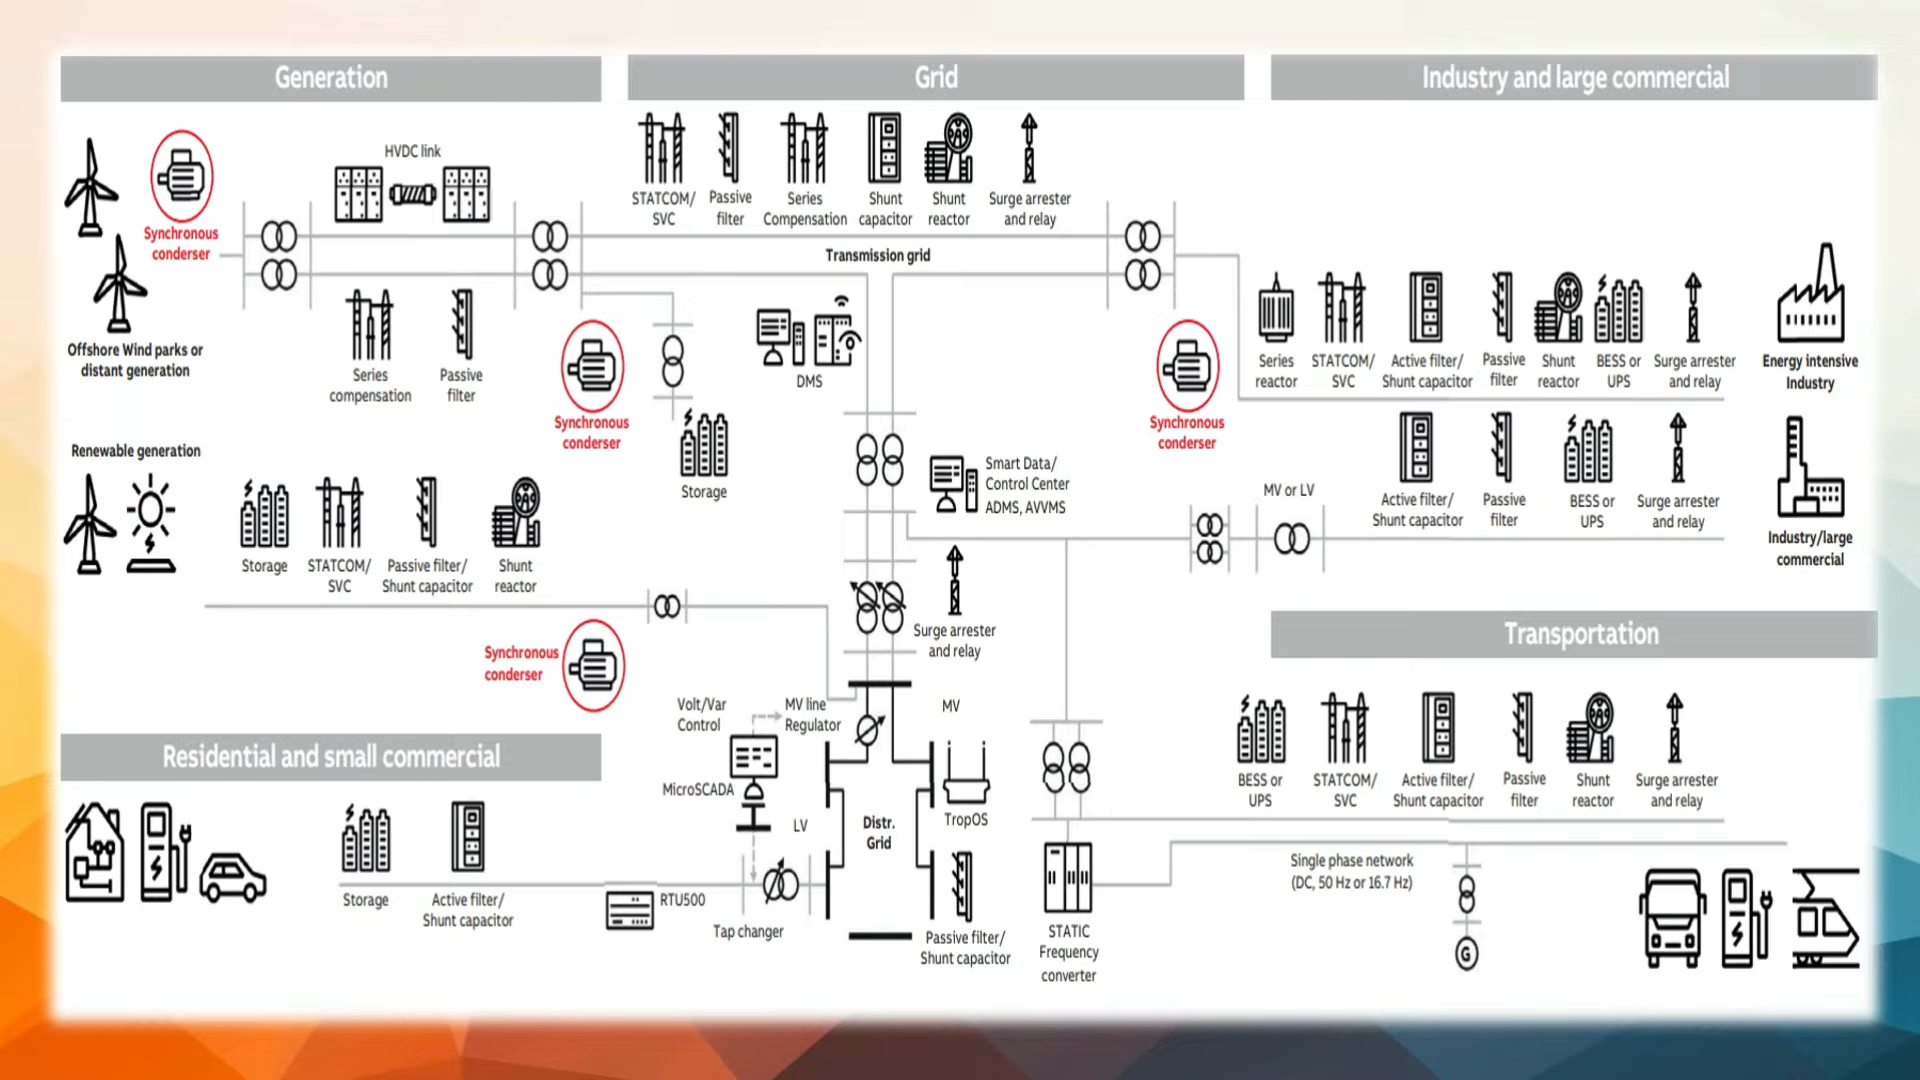 Generation
Grid
Industry and large commercial
HVDC link
Synchronous
conderser
Offshore Wind parks or
distant generation
Series
compensation
Passive
filter
Synchronous
conderser
STATCOM/
SVC
Passive
filter
Series
Compensation
Shunt
capacitor
Shunt
reactor
Surge arrester
and relay
Transmission grid
DMS
Storage
Synchronous
conderser
Series
reactor
STATCOM/
SVC
Active filter/
Shunt capacitor
Passive
filter
Shunt
reactor
BESS or
UPS
Surge arrester
and relay
Energy intensive
Industry
Active filter/
Shunt capacitor
Passive
filter
BESS or
UPS
Surge arrester
and relay
Industry/large
commercial
MV or LV
Smart Data/
Control Center
ADMS, AVVMS
Renewable generation
Storage
STATCOM/
SVC
Passive filter/
Shunt capacitor
Shunt
reactor
Synchronous
conderser
Surge arrester
and relay
Transportation
BESS or
UPS
STATCOM/
SVC
Active filter/
Shunt capacitor
Passive
filter
Shunt
reactor
Surge arrester
and relay
Single phase network
(DC, 50 Hz or 16.7 Hz)
G
Volt/Var
Control
MV line
Regulator
MV
MicroSCADA
LV
Distr.
Grid
TropOS
Residential and small commercial
Storage
Active filter/
Shunt capacitor
RTU500
Tap changer
Passive filter/
Shunt capacitor
STATIC
Frequency
converter